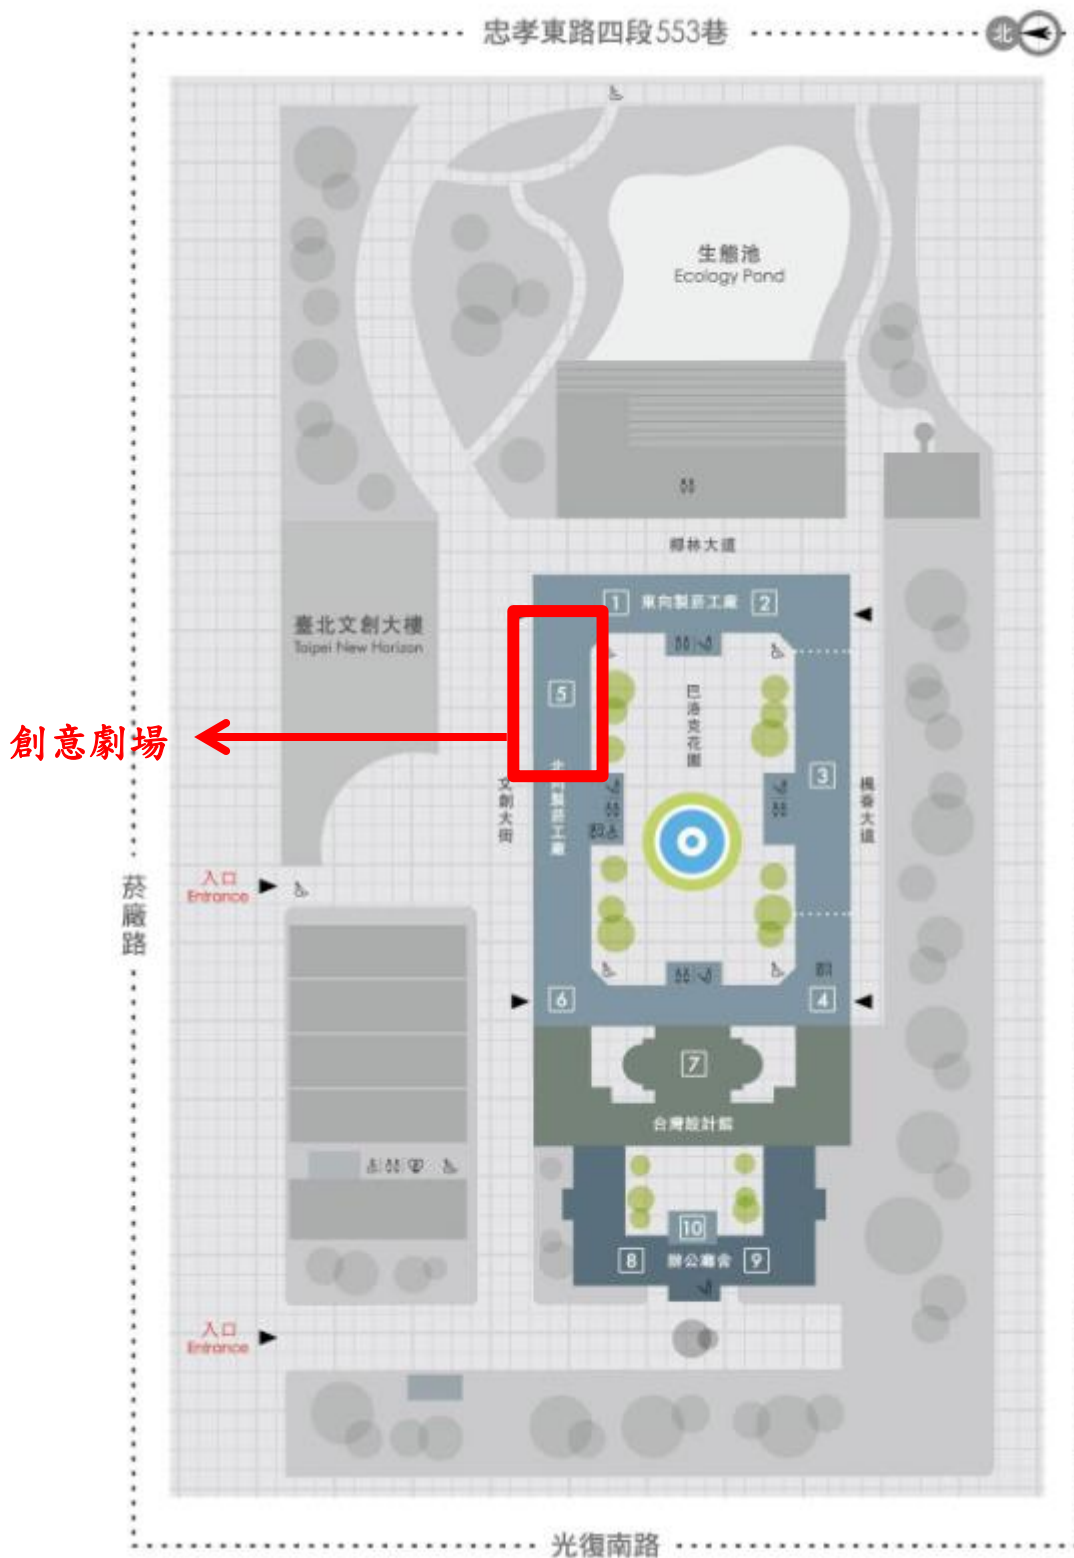 忠孝東路四段553巷
北
生態池
Ecology Pond
椰林大道
1
東向製菸工廠
2
臺北文創大樓
Taipei New Horizon
5
巴洛克花園
創意劇場
北向製菸工廠
3
文創大街
楓香大道
入口
Entrance
菸廠路
6
4
7
台灣設計館
10
8
辦公廳舍
9
入口
Entrance
光復南路